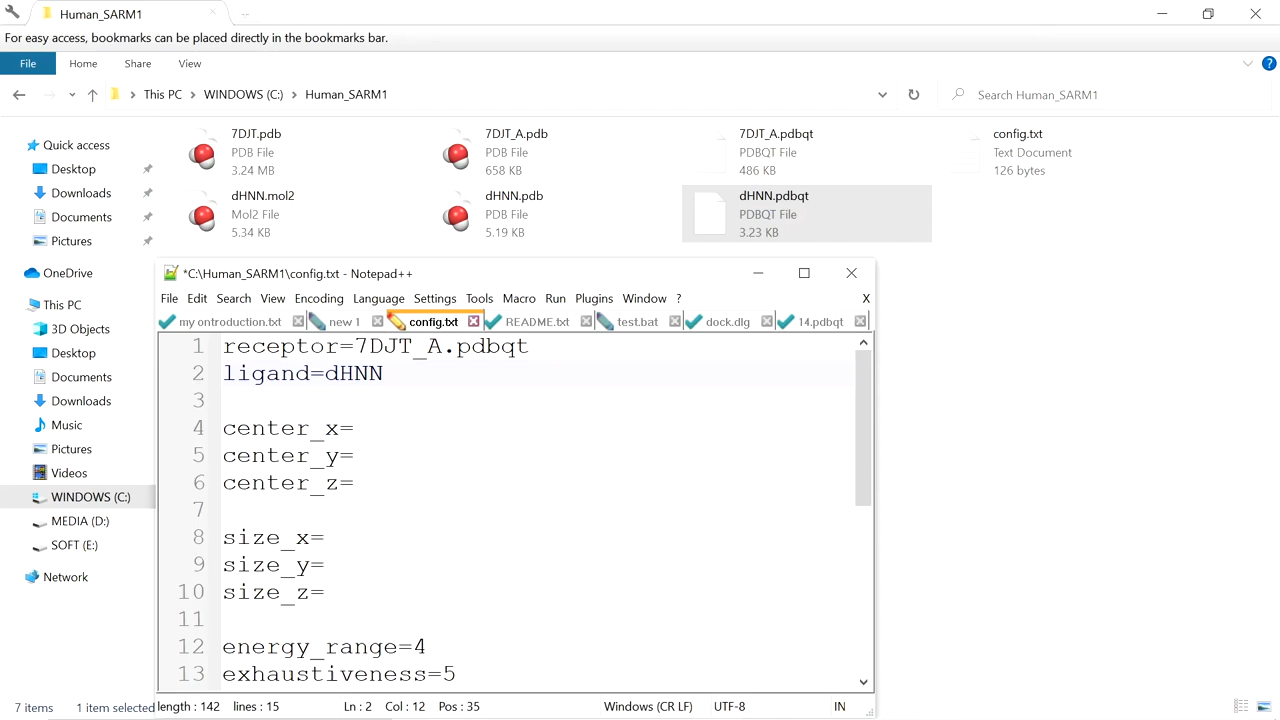 Human_SARM1
For easy access, bookmarks can be placed directly in the bookmarks bar.
File Home Share View
This PC WINDOWS (C:) Human_SARM1
Search Human_SARM1
Quick access
Desktop
Downloads
Documents
Pictures
OneDrive
This PC
3D Objects
Desktop
Documents
Downloads
Music
Pictures
Videos
WINDOWS (C:)
MEDIA (D:)
SOFT (E:)
Network
7DJT.pdb
PDB File
3.24 MB
7DJT_A.pdb
PDB File
658 KB
7DJT_A.pdbqt
PDBQT File
486 KB
config.txt
Text Document
126 bytes
dHNN.mol2
Mol2 File
5.34 KB
dHNN.pdb
PDB File
5.19 KB
dHNN.pdbqt
PDBQT File
3.23 KB
*C:\Human_SARM1\config.txt - Notepad++
File Edit Search View Encoding Language Settings Tools Macro Run Plugins Window ? X
my ontroduction.txt new 1 config.txt README.txt test.bat dock.dlg 14.pdbqt
1 receptor=7DJT_A.pdbqt
2 ligand=dHNN
3
4 center_x=
5 center_y=
6 center_z=
7
8 size_x=
9 size_y=
10 size_z=
11
12 energy_range=4
13 exhaustiveness=5
length : 142 lines : 15 Ln : 2 Col : 12 Pos : 35 Windows (CR LF) UTF-8 IN
7 items 1 item selected